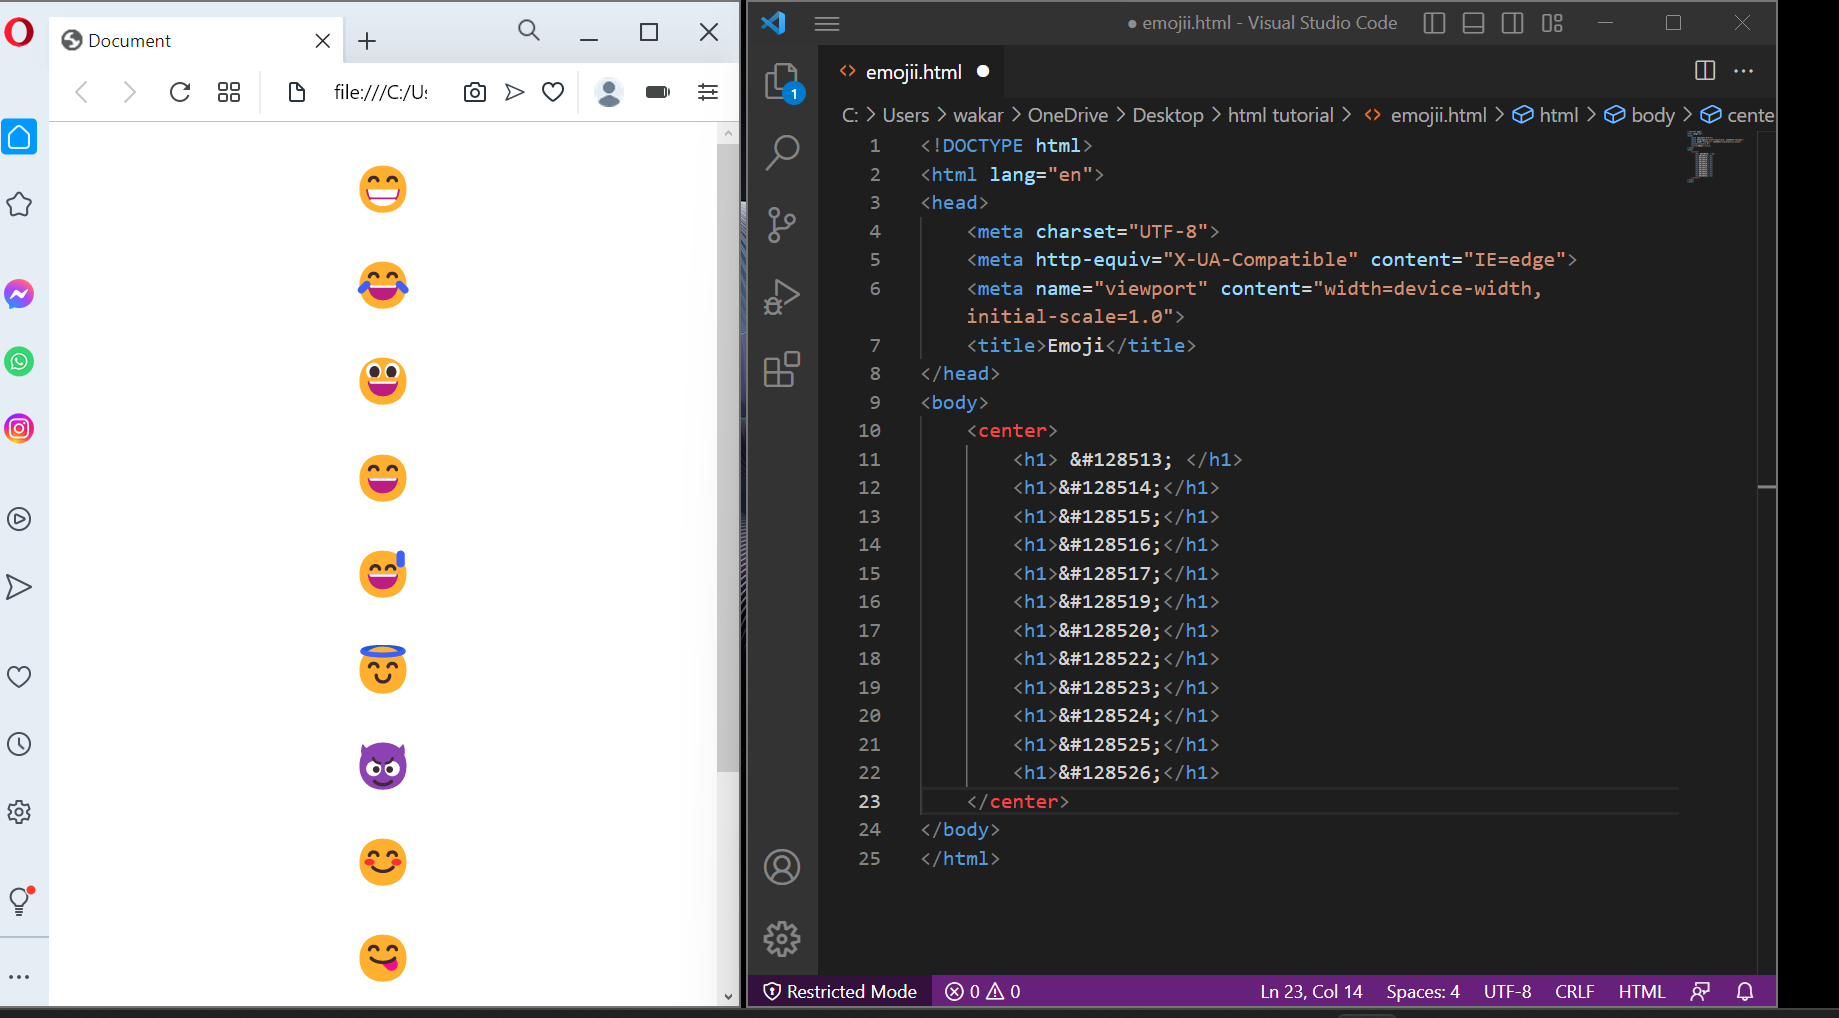 Document
file:///C:/Us
● emojii.html - Visual Studio Code
1
emojii.html
C: > Users > wakar > OneDrive > Desktop > html tutorial > emojii.html > html > body > cente
1 <!DOCTYPE html>
2 <html lang="en">
3 <head>
4 <meta charset="UTF-8">
5 <meta http-equiv="X-UA-Compatible" content="IE=edge">
6 <meta name="viewport" content="width=device-width,
initial-scale=1.0">
7 <title>Emoji</title>
8 </head>
9 <body>
10 <center>
11 <h1> &#128513; </h1>
12 <h1>&#128514;</h1>
13 <h1>&#128515;</h1>
14 <h1>&#128516;</h1>
15 <h1>&#128517;</h1>
16 <h1>&#128519;</h1>
17 <h1>&#128520;</h1>
18 <h1>&#128522;</h1>
19 <h1>&#128523;</h1>
20 <h1>&#128524;</h1>
21 <h1>&#128525;</h1>
22 <h1>&#128526;</h1>
23 </center>
24 </body>
25 </html>
Restricted Mode 0 0 Ln 23, Col 14 Spaces: 4 UTF-8 CRLF HTML